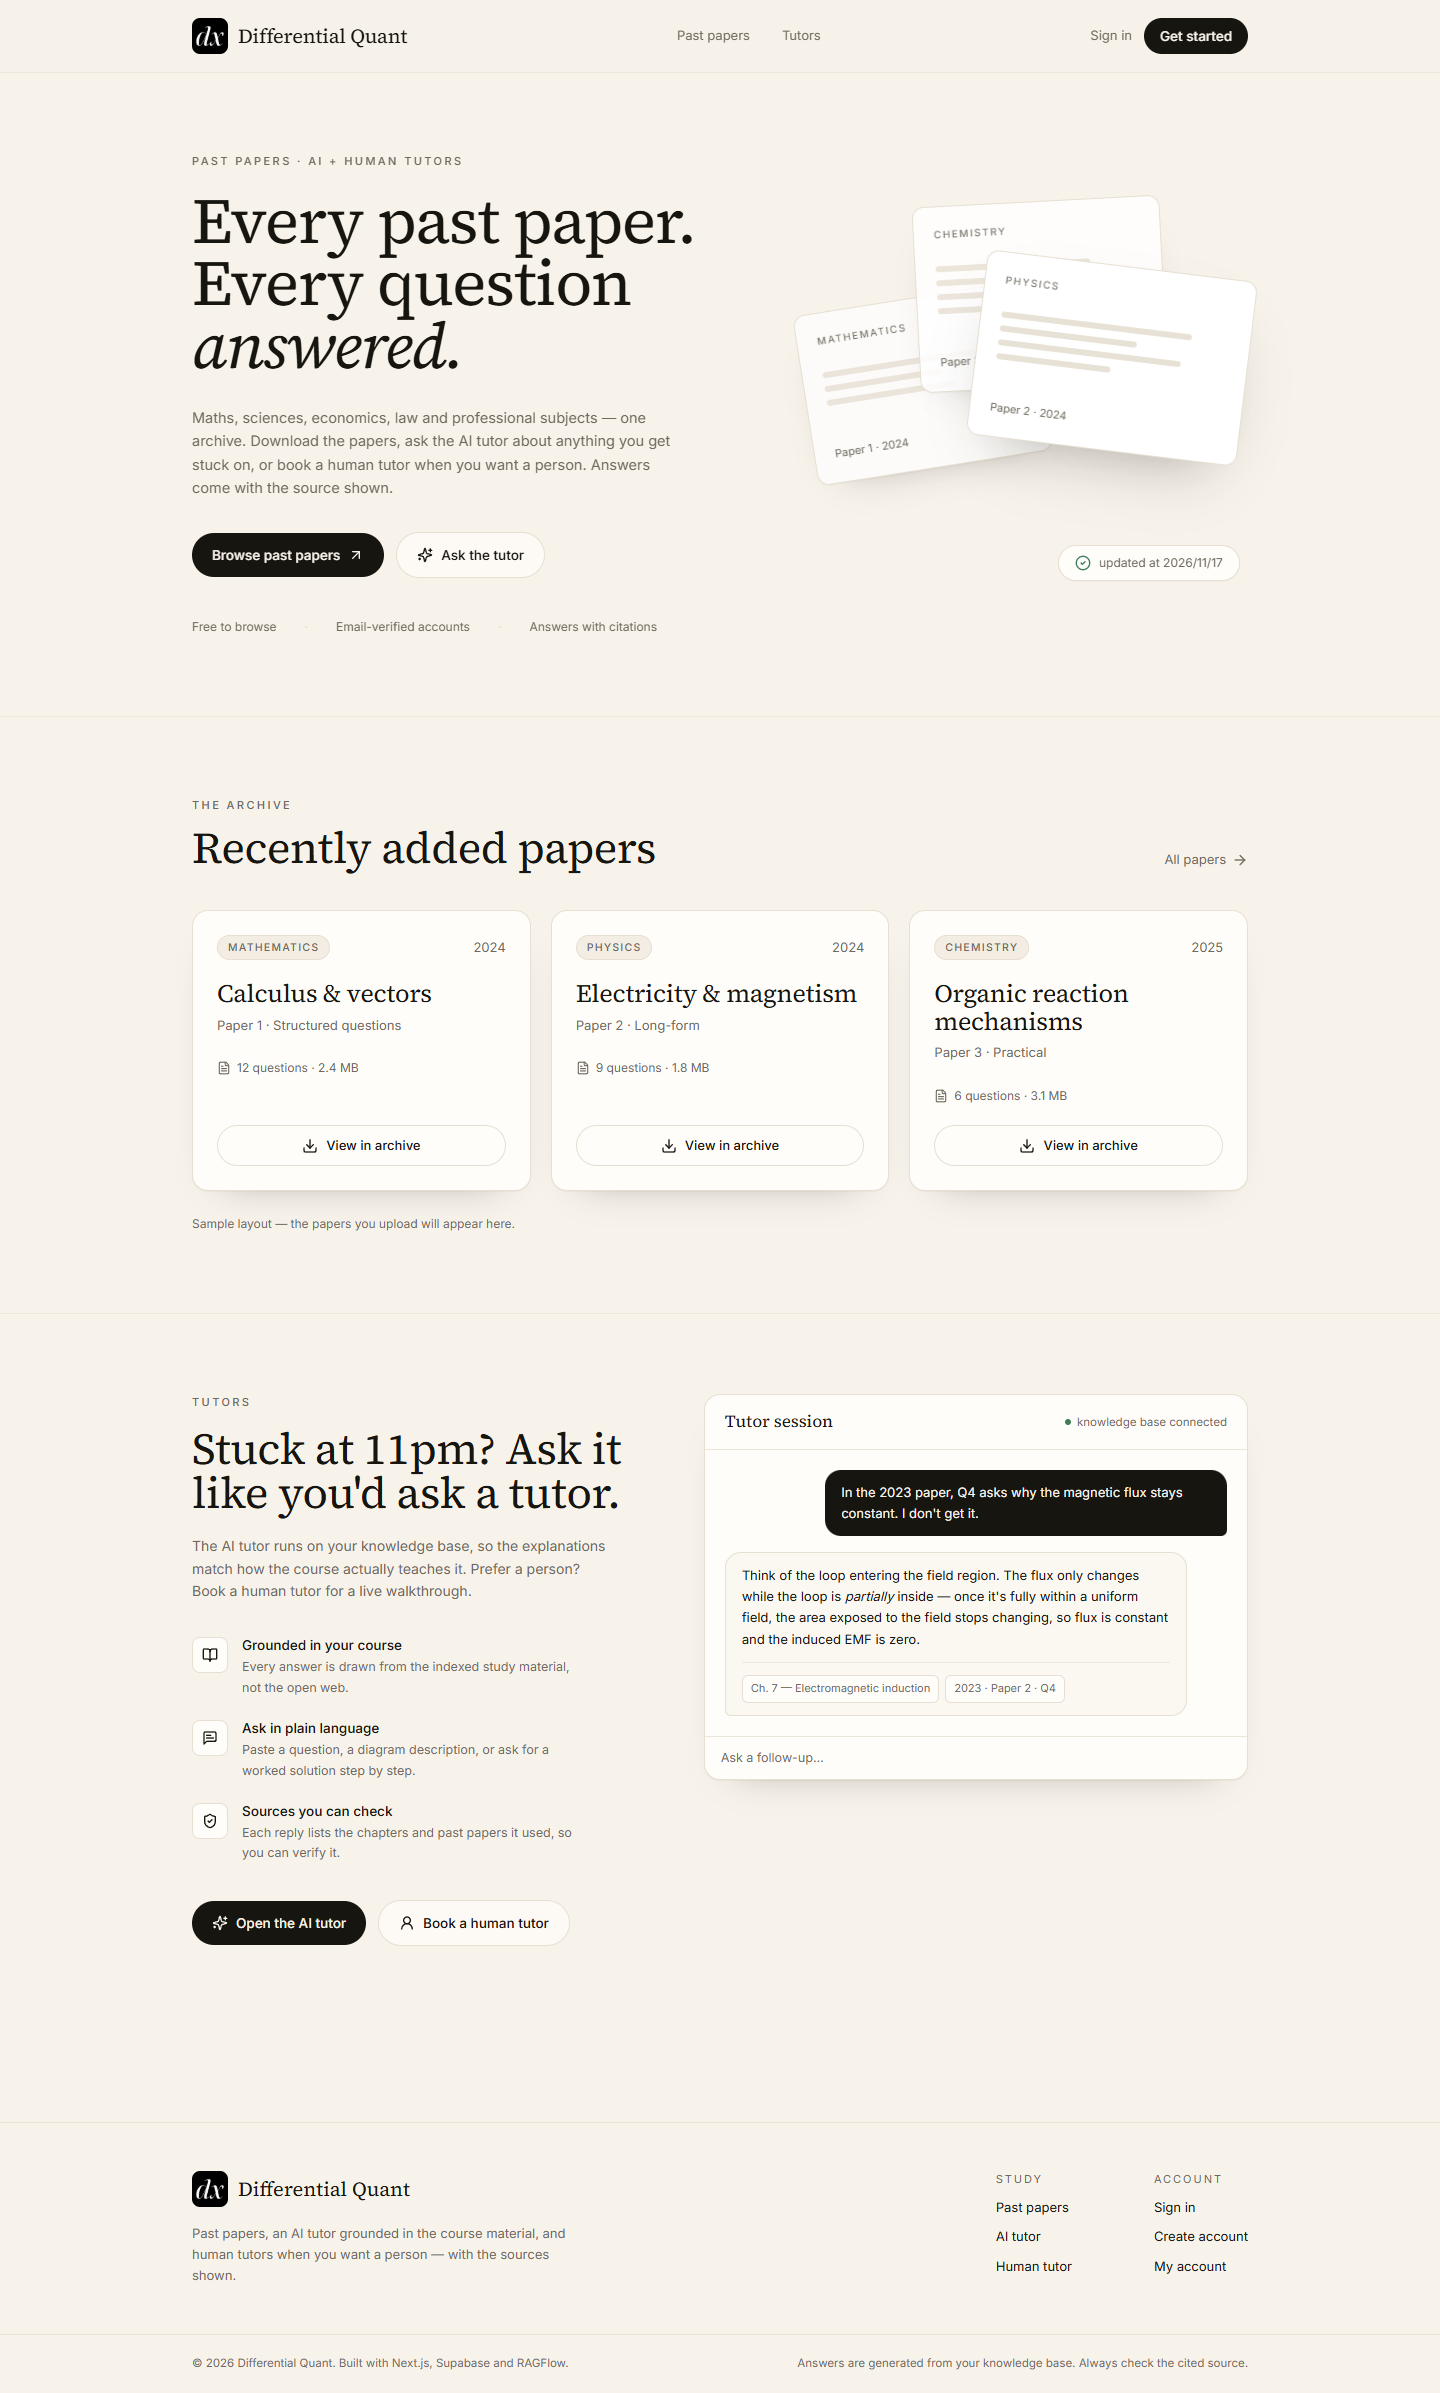 dx Differential Quant
Past papers
Tutors
Sign in
Get started
PAST PAPERS · AI + HUMAN TUTORS
Every past paper.
Every question
answered.
Maths, sciences, economics, law and professional subjects — one
archive. Download the papers, ask the AI tutor about anything you get
stuck on, or book a human tutor when you want a person. Answers
come with the source shown.
Browse past papers
Ask the tutor
Free to browse
·
Email-verified accounts
·
Answers with citations
CHEMISTRY
Paper
PHYSICS
Paper 2 · 2024
MATHEMATICS
Paper 1 · 2024
updated at 2026/11/17
THE ARCHIVE
Recently added papers
All papers
MATHEMATICS
2024
Calculus & vectors
Paper 1 · Structured questions
12 questions · 2.4 MB
View in archive
PHYSICS
2024
Electricity & magnetism
Paper 2 · Long-form
9 questions · 1.8 MB
View in archive
CHEMISTRY
2025
Organic reaction
mechanisms
Paper 3 · Practical
6 questions · 3.1 MB
View in archive
Sample layout — the papers you upload will appear here.
TUTORS
Stuck at 11pm? Ask it
like you'd ask a tutor.
The AI tutor runs on your knowledge base, so the explanations
match how the course actually teaches it. Prefer a person?
Book a human tutor for a live walkthrough.
Grounded in your course
Every answer is drawn from the indexed study material,
not the open web.
Ask in plain language
Paste a question, a diagram description, or ask for a
worked solution step by step.
Sources you can check
Each reply lists the chapters and past papers it used, so
you can verify it.
Open the AI tutor
Book a human tutor
Tutor session
knowledge base connected
In the 2023 paper, Q4 asks why the magnetic flux stays
constant. I don't get it.
Think of the loop entering the field region. The flux only changes
while the loop is partially inside — once it's fully within a uniform
field, the area exposed to the field stops changing, so flux is constant
and the induced EMF is zero.
Ch. 7 — Electromagnetic induction
2023 · Paper 2 · Q4
Ask a follow-up...
dx Differential Quant
Past papers, an AI tutor grounded in the course material, and
human tutors when you want a person — with the sources
shown.
STUDY
Past papers
AI tutor
Human tutor
ACCOUNT
Sign in
Create account
My account
© 2026 Differential Quant. Built with Next.js, Supabase and RAGFlow.
Answers are generated from your knowledge base. Always check the cited source.